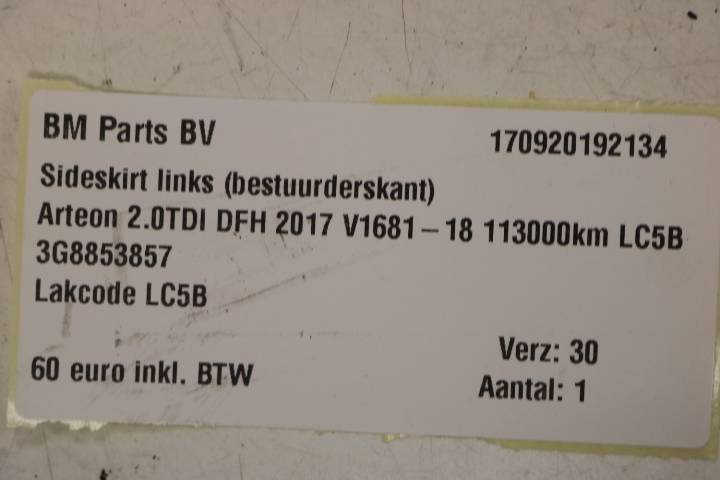 BM Parts BV 170920192134
Sideskirt links (bestuurderskant)
Arteon 2.0TDI DFH 2017 V1681-18 113000km LC5B
3G8853857
Lakcode LC5B
Verz: 30
60 euro inkl. BTW
Aantal: 1